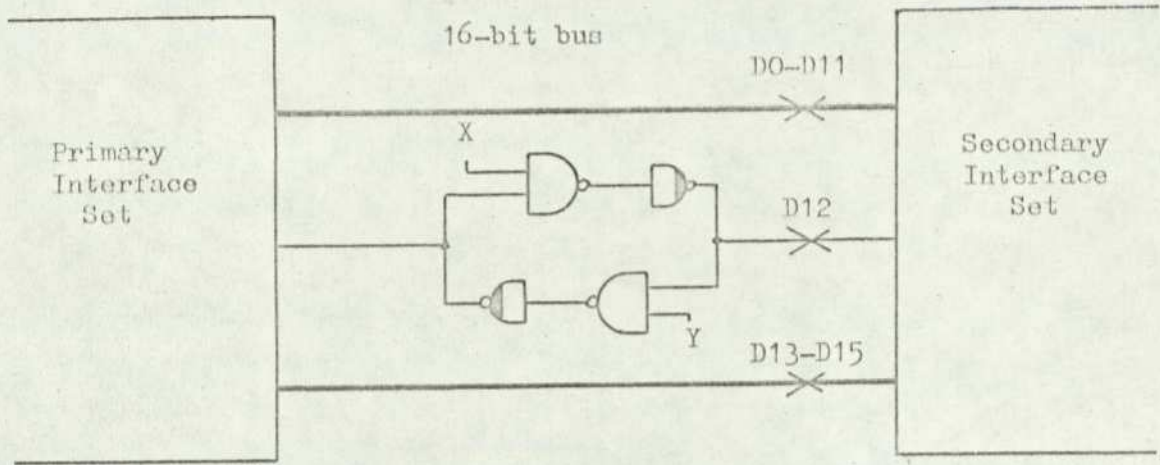 16-bit bus
D0-D11
X
Primary
Interface
Set
Secondary
Interface
Set
D12
Y
D13-D15